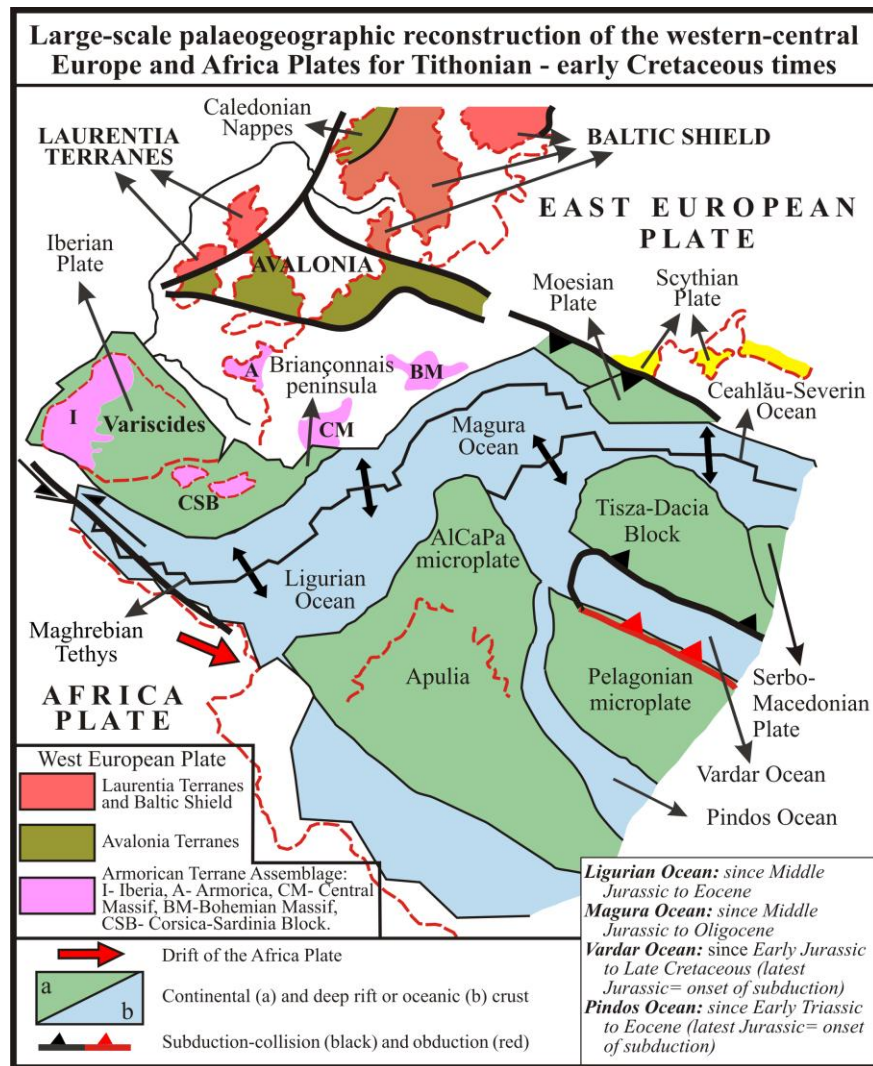 Large-scale palaeogeographic reconstruction of the western-central
Europe and Africa Plates for Tithonian - early Cretaceous times
Caledonian
Nappes
LAURENTIA
TERRANES
BALTIC SHIELD
EAST EUROPEAN
PLATE
Iberian
Plate
AVALONIA
Moesian
Plate
Scythian
Plate
A
Briançonnais
peninsula
BM
Ceahlău-Severin
Ocean
I
Variscides
CM
Magura
Ocean
CSB
Tisza-Dacia
Block
AlCaPa
microplate
Ligurian
Ocean
Maghrebian
Tethys
Apulia
Pelagonian
microplate
Serbo-
Macedonian
Plate
AFRICA
PLATE
Vardar Ocean
Pindos Ocean
West European Plate
Laurentia Terranes
and Baltic Shield
Avalonia Terranes
Armorican Terrane Assemblage:
I- Iberia, A- Armorica, CM- Central
Massif, BM-Bohemian Massif,
CSB- Corsica-Sardinia Block.
Drift of the Africa Plate
a
b
Continental (a) and deep rift or oceanic (b) crust
Subduction-collision (black) and obduction (red)
Ligurian Ocean: since Middle
Jurassic to Eocene
Magura Ocean: since Middle
Jurassic to Oligocene
Vardar Ocean: since Early Jurassic
to Late Cretaceous (latest
Jurassic= onset of subduction)
Pindos Ocean: since Early Triassic
to Eocene (latest Jurassic= onset
of subduction)